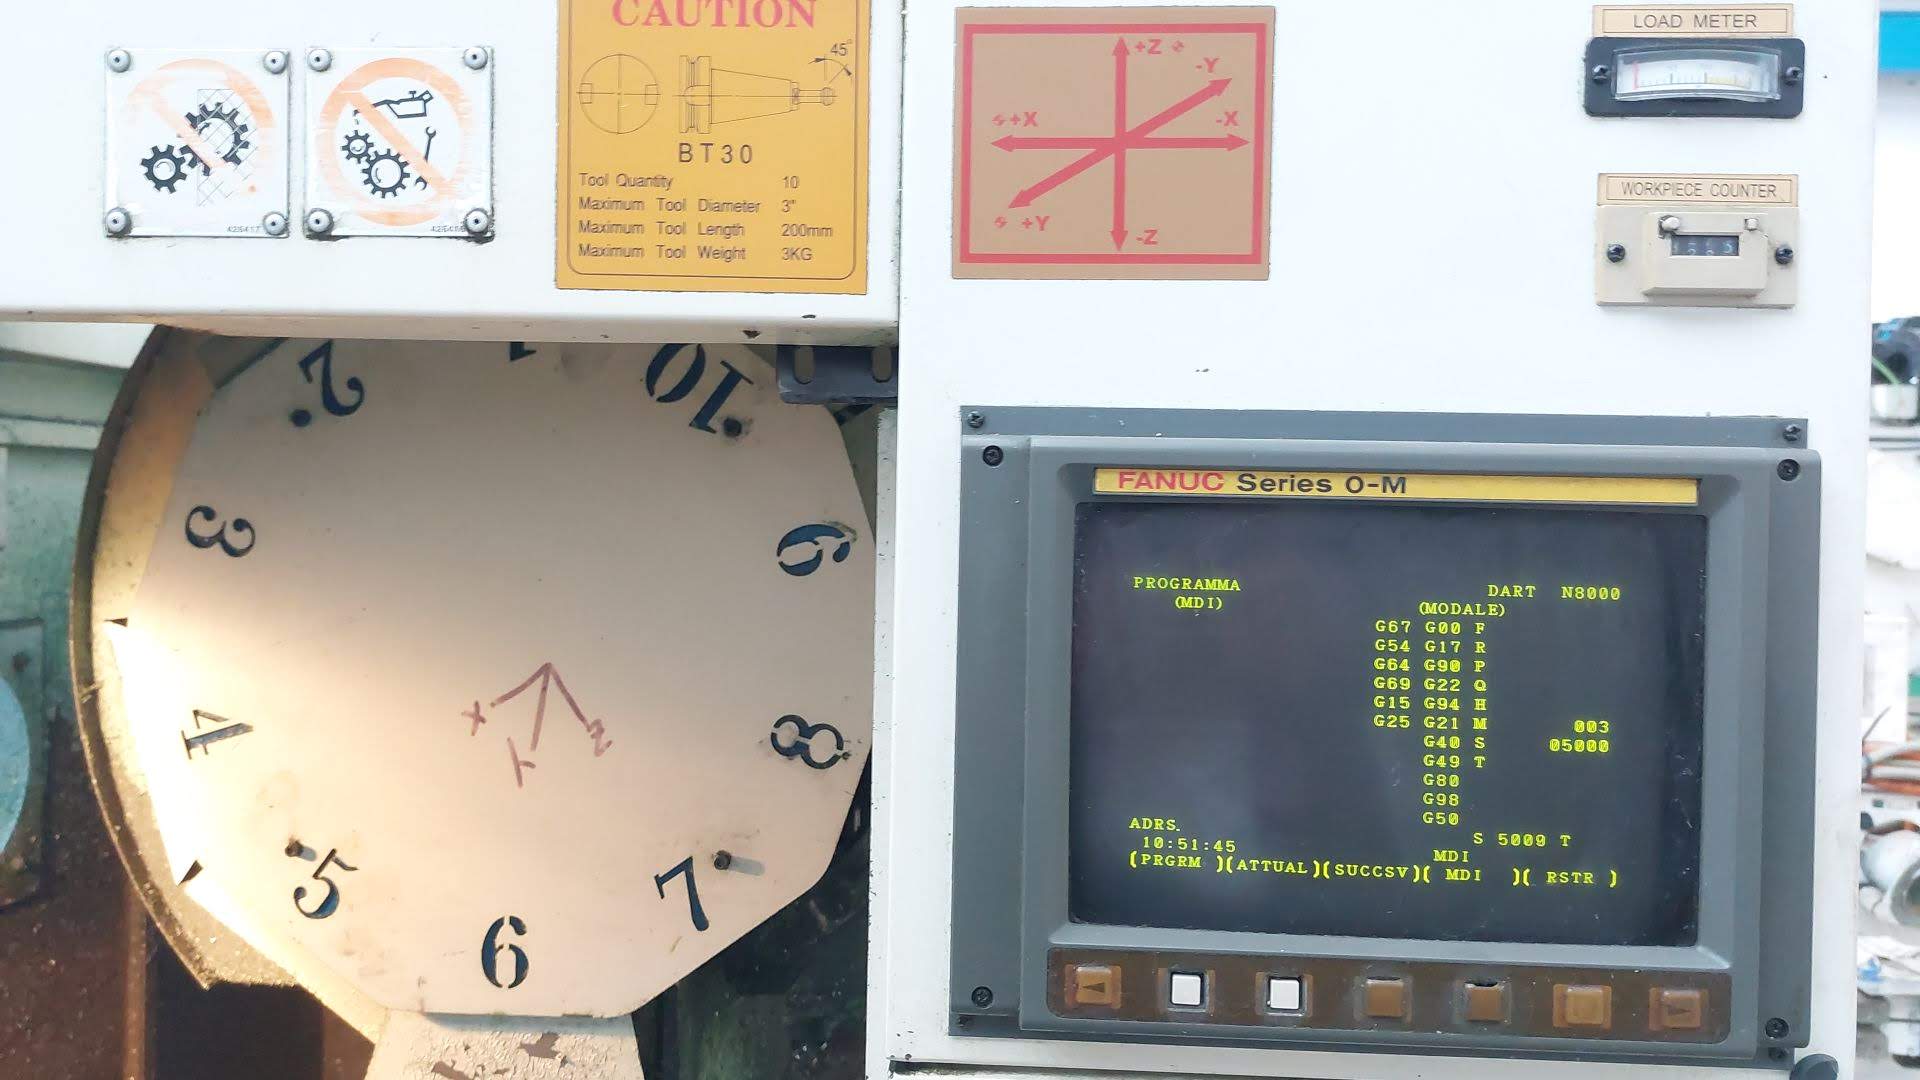 CAUTION
45°
BT30
Tool Quantity 10
Maximum Tool Diameter 3"
Maximum Tool Length 200mm
Maximum Tool Weight 3KG
+Z
-Y
+X
-X
+Y
-Z
LOAD METER
WORKPIECE COUNTER
2
10
3
9
4
8
5
7
6
X
Y
Z
FANUC Series O-M
PROGRAMMA DART N8000
(MDI) (MODALE)
G67 G00 F
G54 G17 R
G64 G90 P
G69 G22 Q
G15 G94 H
G25 G21 M 003
G40 S 05000
G49 T
G80
G98
G50
ADRS. S 5009 T
10:51:45 MDI
(PRGRM )(ATTUAL)(SUCCSV)( MDI )( RSTR )